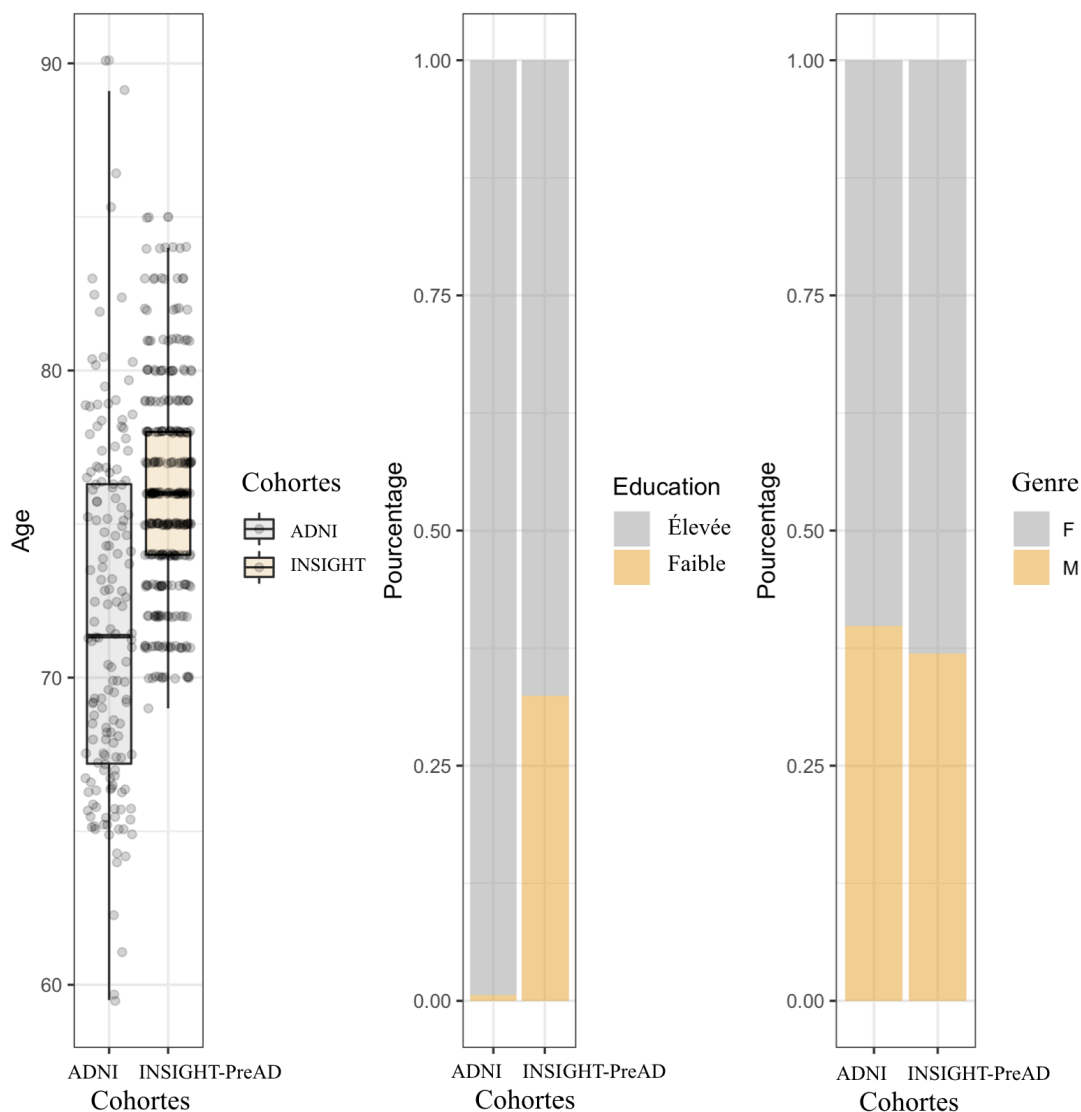 Age
90
80
70
60
ADNI INSIGHT-PreAD
Cohortes
Cohortes
ADNI
INSIGHT
Pourcentage
1.00
0.75
0.50
0.25
0.00
ADNI INSIGHT-PreAD
Cohortes
Education
Élevée
Faible
Pourcentage
1.00
0.75
0.50
0.25
0.00
ADNI INSIGHT-PreAD
Cohortes
Genre
F
M